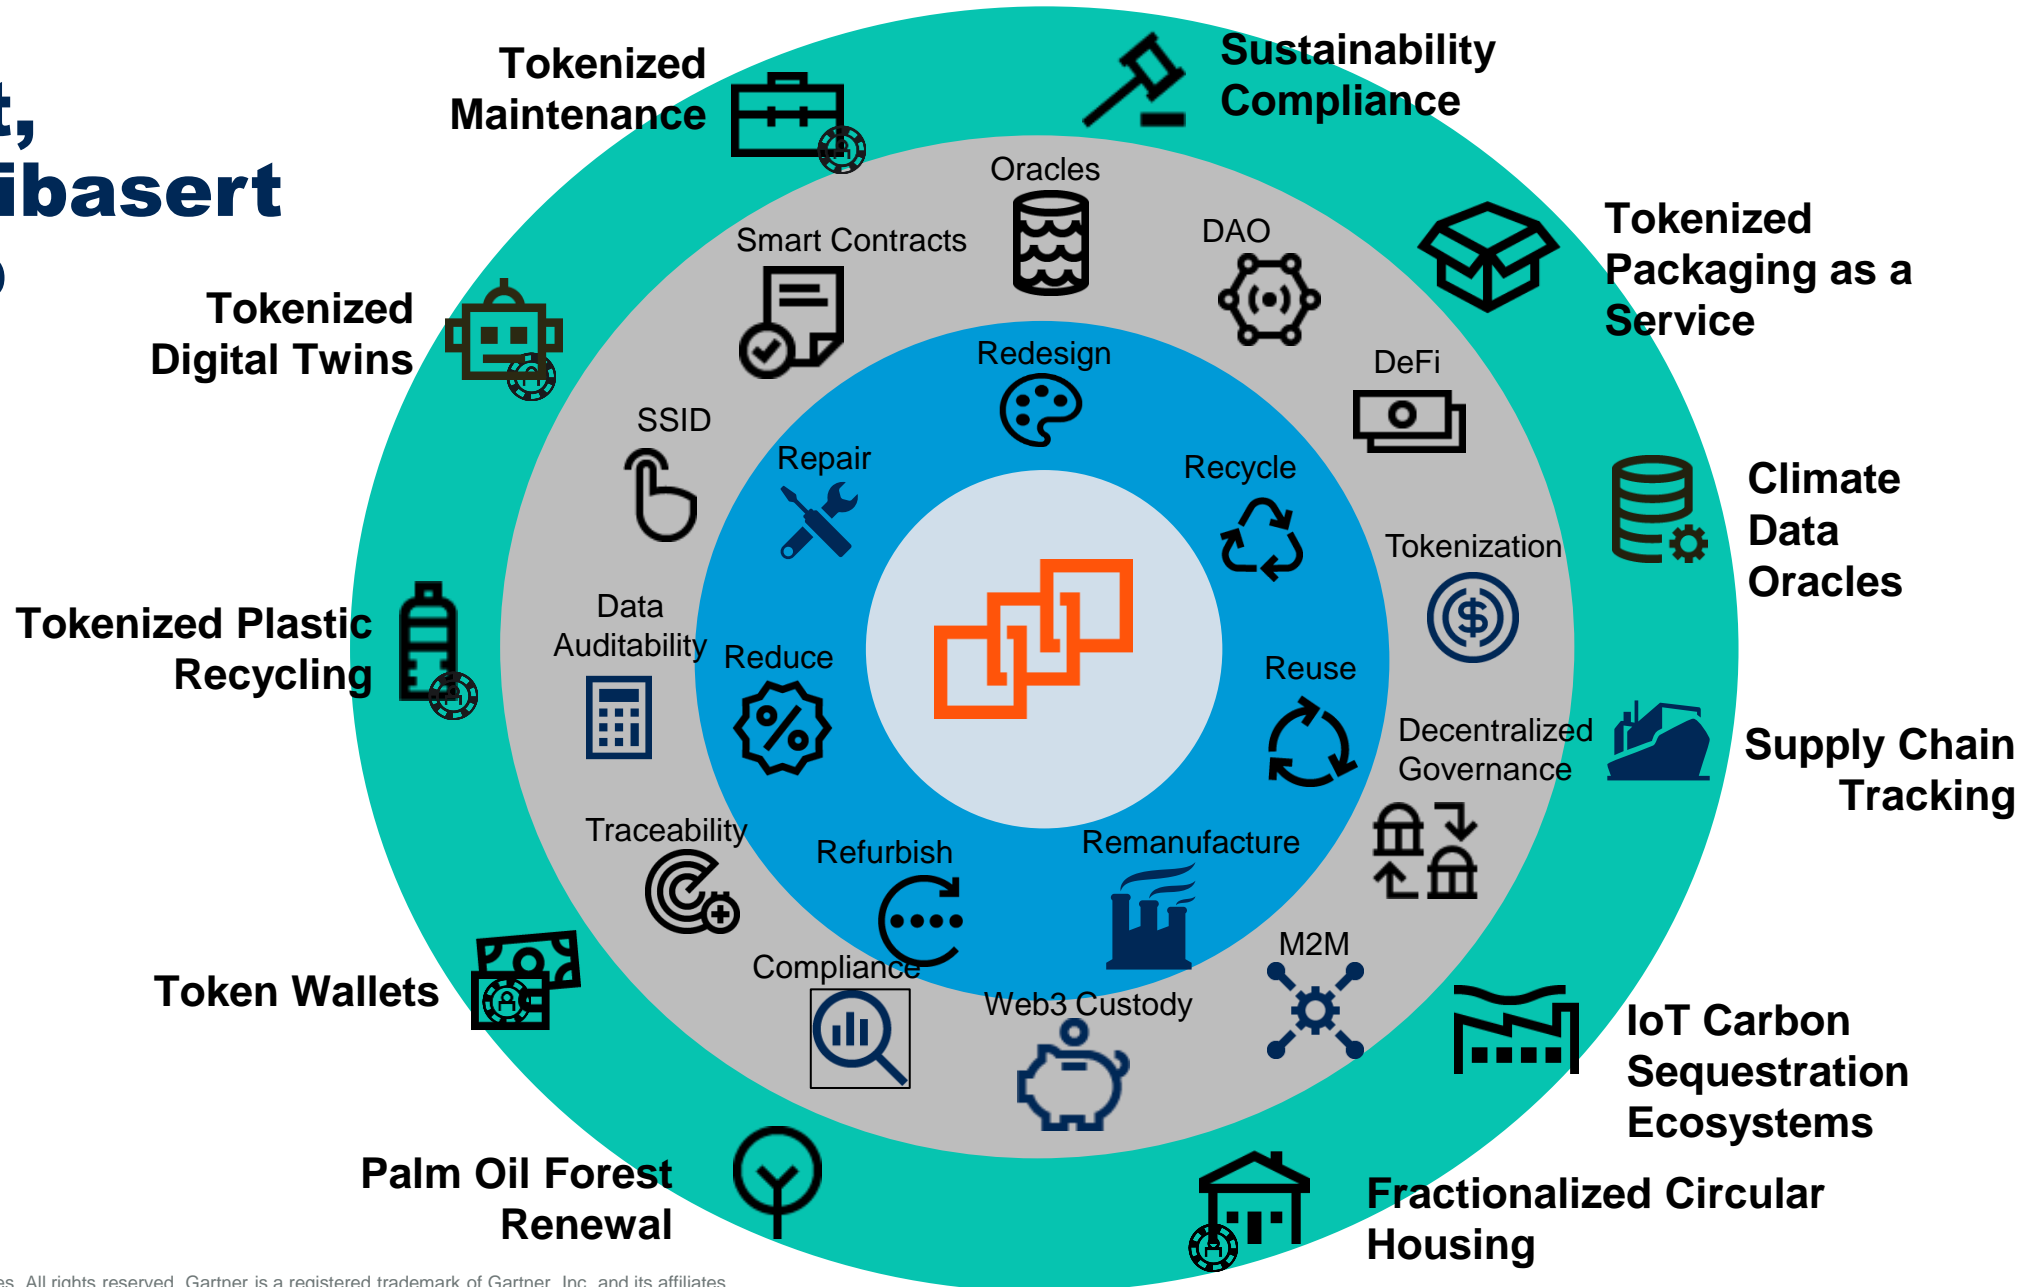 t,
ibasert
Tokenized
Maintenance
Sustainability
Compliance
Tokenized
Packaging as a
Service
Tokenized
Digital Twins
Climate
Data
Oracles
Tokenized Plastic
Recycling
Supply Chain
Tracking
Token Wallets
IoT Carbon
Sequestration
Ecosystems
Palm Oil Forest
Renewal
Fractionalized Circular
Housing
Oracles
Smart Contracts
DAO
DeFi
SSID
Tokenization
Data
Auditability
Decentralized
Governance
Traceability
M2M
Compliance
Web3 Custody
Redesign
Repair
Recycle
Reduce
Reuse
Refurbish
Remanufacture
es. All rights reserved. Gartner is a registered trademark of Gartner, Inc. and its affiliates.